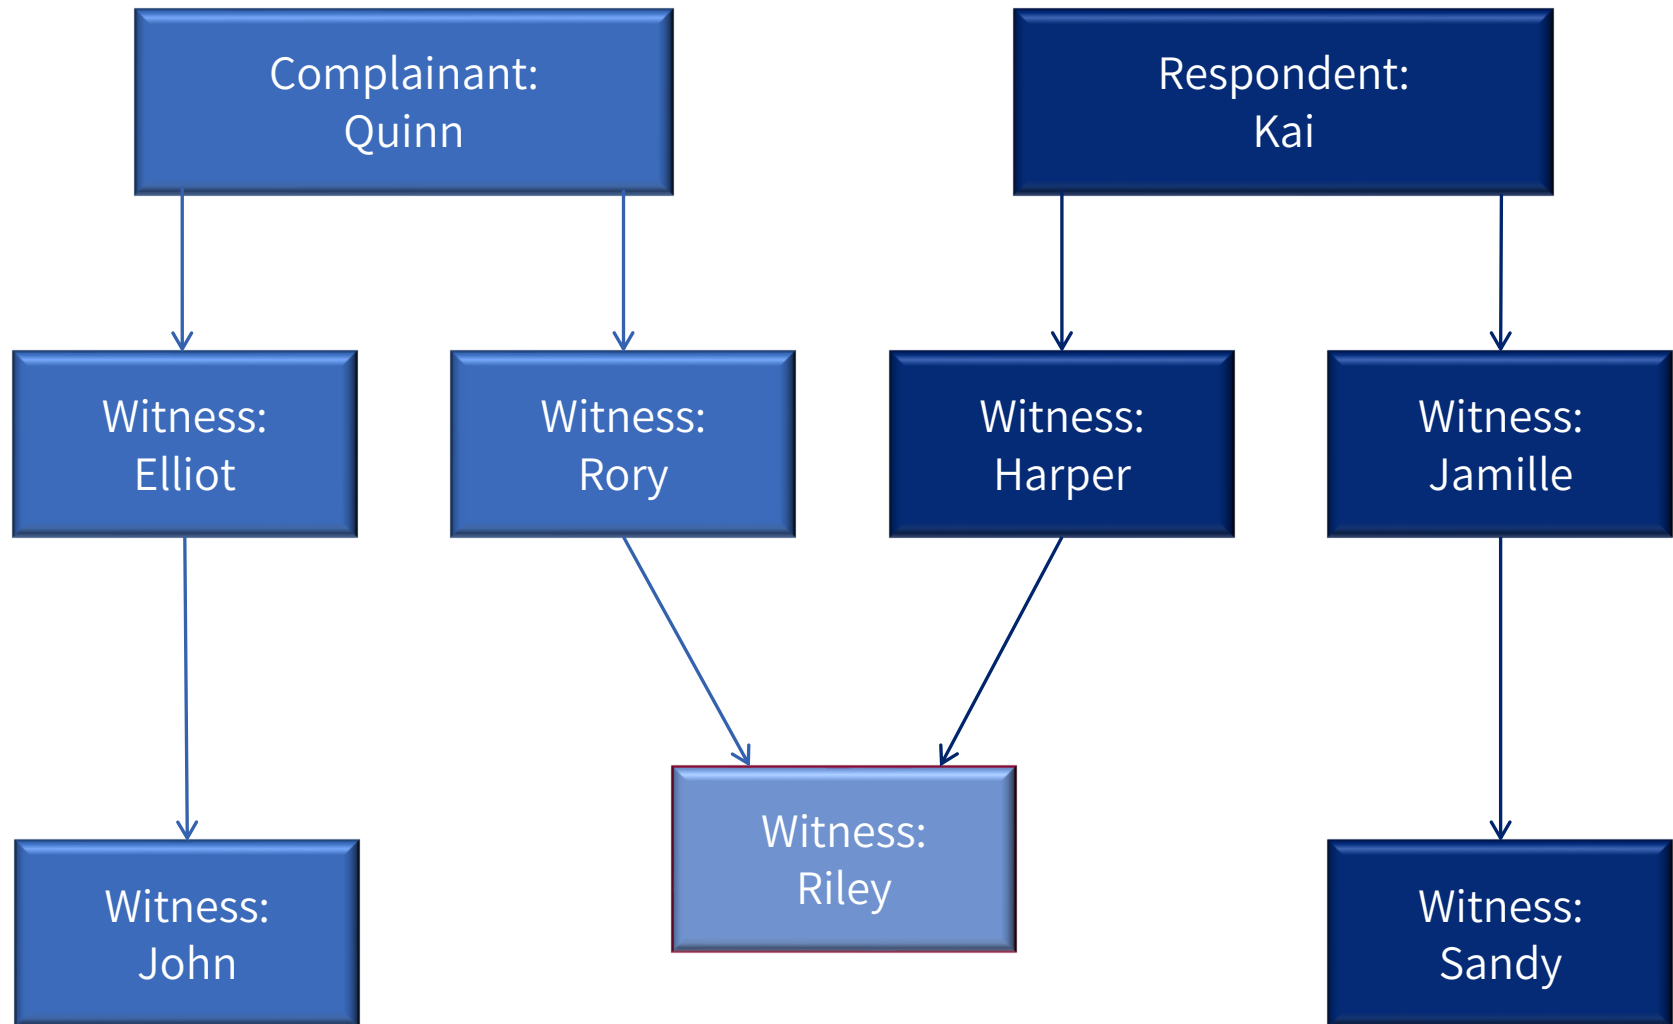 Complainant:
Quinn
Respondent:
Kai
Witness:
Elliot
Witness:
Rory
Witness:
Harper
Witness:
Jamille
Witness:
Riley
Witness:
John
Witness:
Sandy